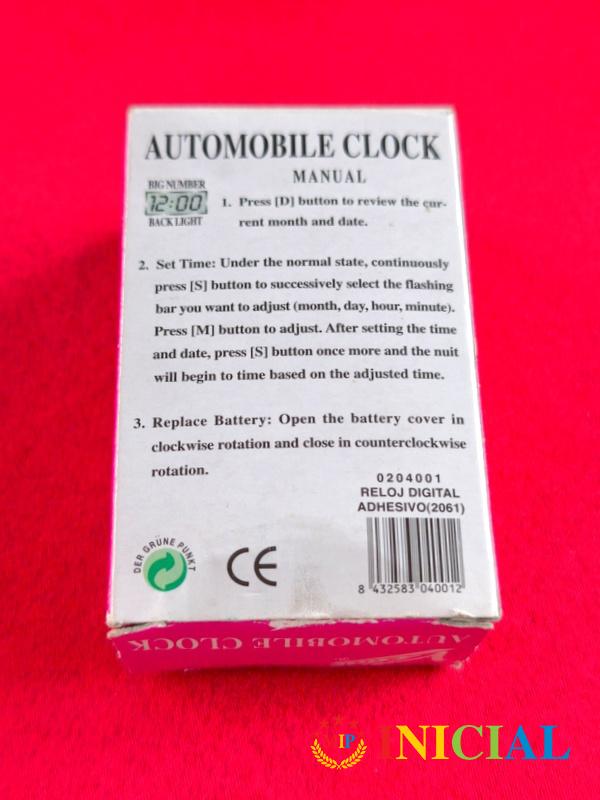 AUTOMOBILE CLOCK
MANUAL
BIG NUMBER
12:00
BACK LIGHT
1. Press [D] button to review the cur-
rent month and date.
2. Set Time: Under the normal state, continuously
press [S] button to successively select the flashing
bar you want to adjust (month, day, hour, minute).
Press [M] button to adjust. After setting the time
and date, press [S] button once more and the nuit
will begin to time based on the adjusted time.
3. Replace Battery: Open the battery cover in
clockwise rotation and close in counterclockwise
rotation.
0204001
RELOJ DIGITAL
ADHESIVO(2061)
8 432583 040012
DER GRÜNE PUNKT
CE
AUTOMOBILE CLOCK
IP
INICIAL